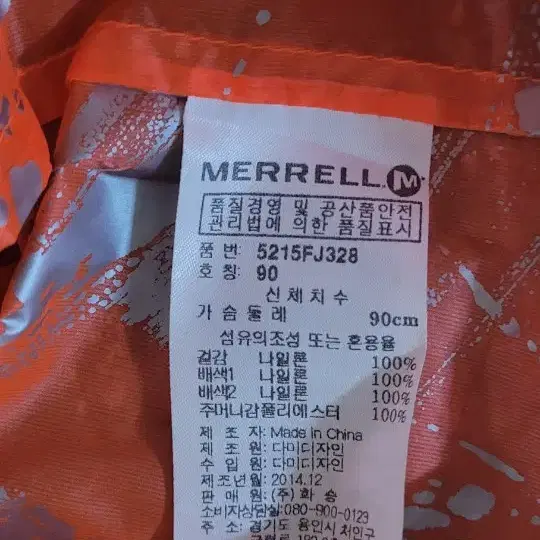 MERRELL M
품질경영 및 공산품안전
관리법에 의한 품질표시
품 번: 5215FJ328
호 칭: 90
신 체 치 수
가 슴 둘 레 90cm
섬유의조성 또는 혼용율
겉감 나일론 100%
배색1 나일론 100%
배색2 나일론 100%
주머니감폴리에스터 100%
제 조 자: Made in China
제 조 원: 다미디자인
수 입 원: 다미디자인
제조년월: 2014.12
판 매 원: (주) 화 승
소비자상담실: 080-900-0129
주 소: 경기도 용인시 처인구